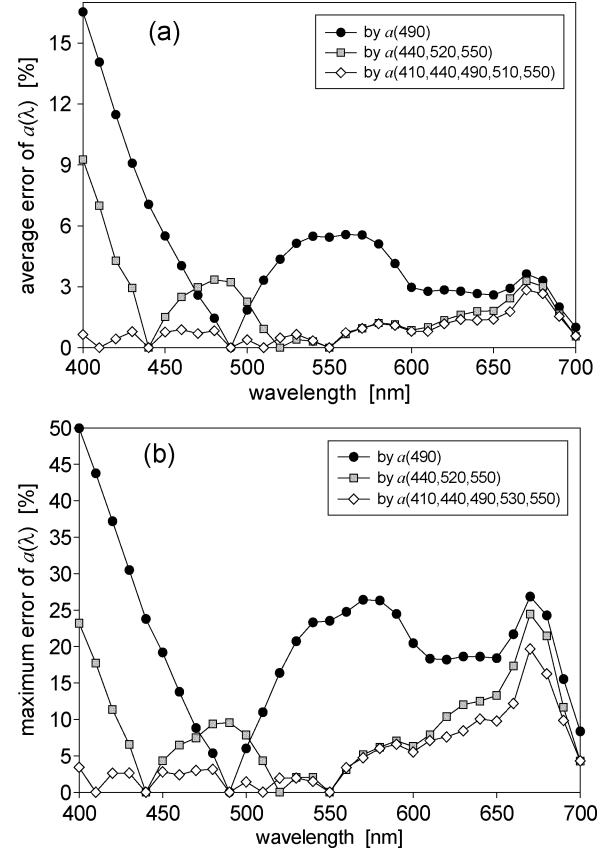 (a)
by a(490)
by a(440,520,550)
by a(410,440,490,510,550)
average error of a(λ) [%]
15
12
9
6
3
0
400 450 500 550 600 650 700
wavelength [nm]
(b)
by a(490)
by a(440,520,550)
by a(410,440,490,530,550)
maximum error of a(λ) [%]
50
45
40
35
30
25
20
15
10
5
0
400 450 500 550 600 650 700
wavelength [nm]